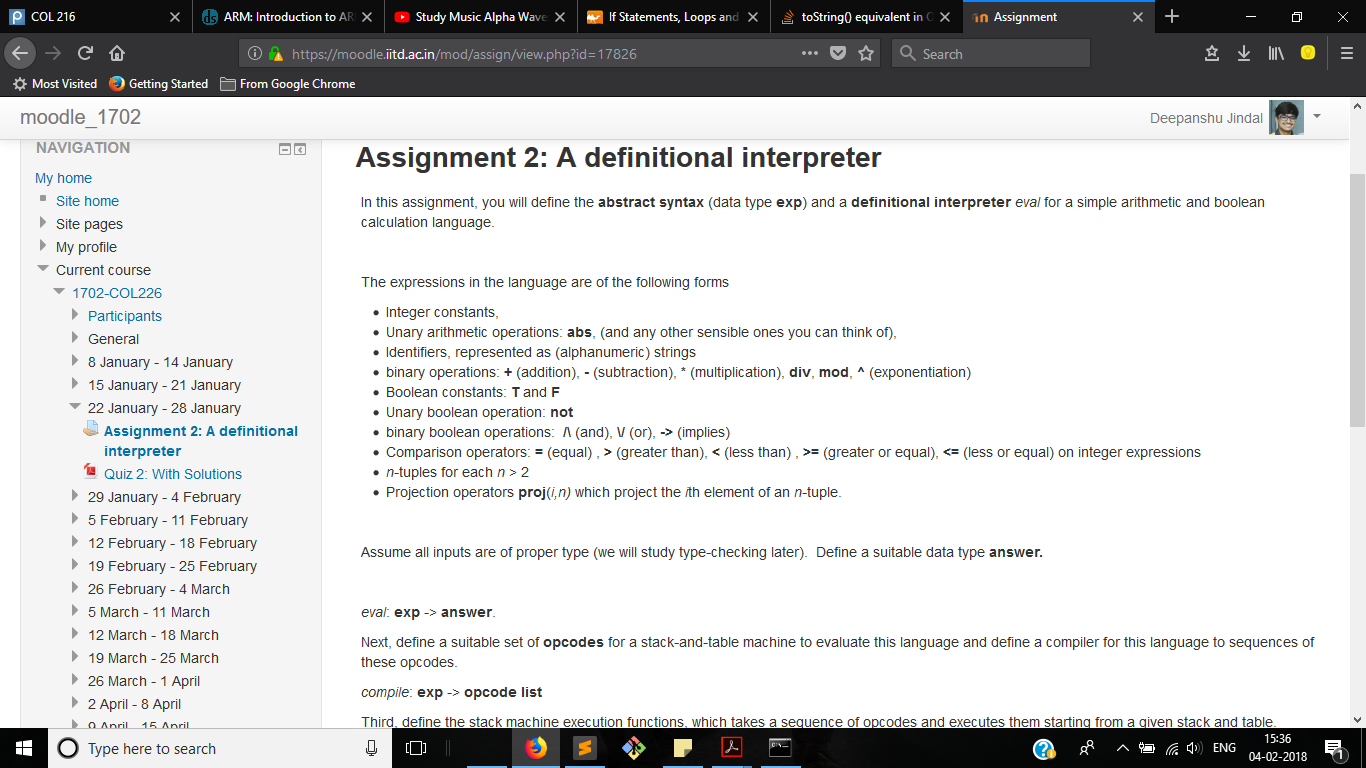 COL 216
ARM: Introduction to AR
Study Music Alpha Wave
If Statements, Loops and
toString() equivalent in O
Assignment
https://moodle.iitd.ac.in/mod/assign/view.php?id=17826
Search
Most Visited
Getting Started
From Google Chrome
moodle_1702
Deepanshu Jindal
NAVIGATION
My home
Site home
Site pages
My profile
Current course
1702-COL226
Participants
General
8 January - 14 January
15 January - 21 January
22 January - 28 January
Assignment 2: A definitional
interpreter
Quiz 2: With Solutions
29 January - 4 February
5 February - 11 February
12 February - 18 February
19 February - 25 February
26 February - 4 March
5 March - 11 March
12 March - 18 March
19 March - 25 March
26 March - 1 April
2 April - 8 April
9 April - 15 April
Assignment 2: A definitional interpreter
In this assignment, you will define the abstract syntax (data type exp) and a definitional interpreter eval for a simple arithmetic and boolean
calculation language.
The expressions in the language are of the following forms
• Integer constants,
• Unary arithmetic operations: abs, (and any other sensible ones you can think of),
• Identifiers, represented as (alphanumeric) strings
• binary operations: + (addition), - (subtraction), * (multiplication), div, mod, ^ (exponentiation)
• Boolean constants: T and F
• Unary boolean operation: not
• binary boolean operations:  /\ (and), \/ (or), -> (implies)
• Comparison operators: = (equal) , > (greater than), < (less than) , >= (greater or equal), <= (less or equal) on integer expressions
• n-tuples for each n > 2
• Projection operators proj(i,n) which project the ith element of an n-tuple.
Assume all inputs are of proper type (we will study type-checking later).  Define a suitable data type answer.
eval: exp -> answer.
Next, define a suitable set of opcodes for a stack-and-table machine to evaluate this language and define a compiler for this language to sequences of
these opcodes.
compile: exp -> opcode list
Third, define the stack machine execution functions, which takes a sequence of opcodes and executes them starting from a given stack and table.
Type here to search
ENG
15:36
04-02-2018
1